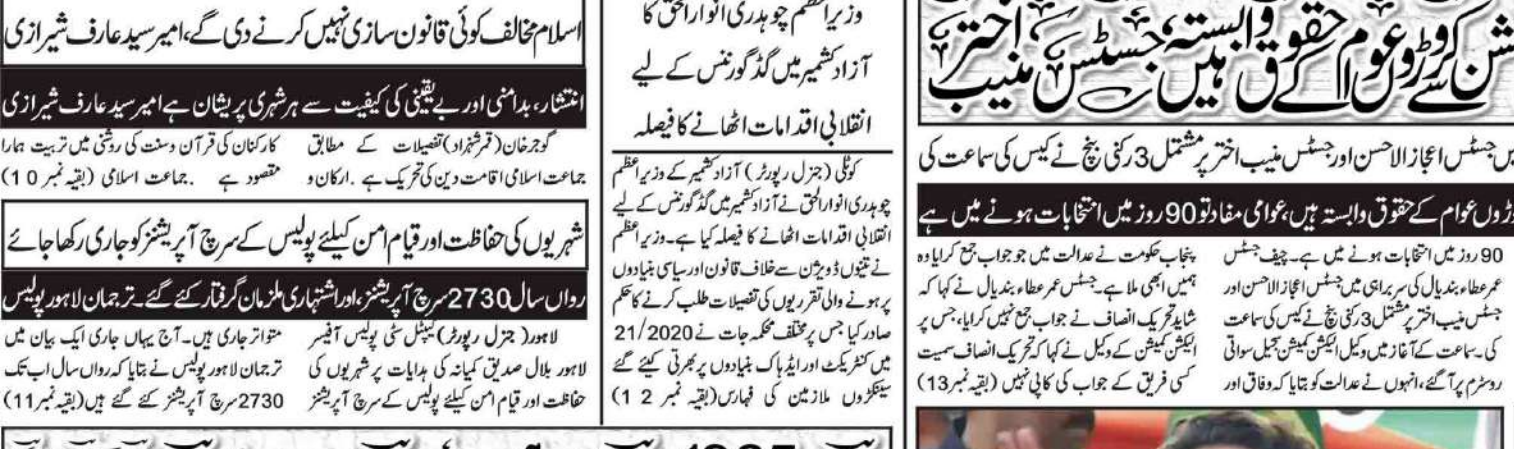 کروڑوں عوام کے حقوق وابستہ ہیں جسٹس منیب اختر
جسٹس اعجاز الاحسن اور جسٹس منیب اختر پر مشتمل 3 رکنی بنچ نے کیس کی سماعت کی
عوام کے حقوق وابستہ ہیں، عوامی مفاد تو 90 روز میں انتخابات ہونے میں ہے
90 روز میں انتخابات ہونے میں ہے۔ چیف جسٹس
عمر عطاء بندیال کی سربراہی میں جسٹس اعجاز الاحسن اور
جسٹس منیب اختر پر مشتمل 3 رکنی بنچ نے کیس کی سماعت
کی۔ سماعت کے آغاز میں وکیل الیکشن کمیشن سجیل سواتی
روسٹرم پر آگئے، انہوں نے عدالت کو بتایا کہ وفاق اور
پنجاب حکومت نے عدالت میں جو جواب جمع کرایا وہ
ہمیں ابھی ملا ہے۔ جسٹس عمر عطاء بندیال نے کہا کہ
شاید تحریک انصاف نے جواب جمع نہیں کرایا، جس پر
الیکشن کمیشن کے وکیل نے کہا کہ تحریک انصاف سمیت
کسی فریق کے جواب کی کاپی نہیں (بقیہ نمبر 13)
وزیراعظم چوہدری انوار الحق کا
آزاد کشمیر میں گڈ گورننس کے لیے
انقلابی اقدامات اٹھانے کا فیصلہ
کوٹلی (جنرل رپورٹر) آزاد کشمیر کے وزیراعظم
چوہدری انوار الحق نے آزاد کشمیر میں گڈ گورننس کے لیے
انقلابی اقدامات اٹھانے کا فیصلہ کیا ہے۔ وزیراعظم
نے تینوں ڈویژن سے خلاف قانون اور سیاسی بنیادوں
پر ہونے والی تقرریوں کی تفصیلات طلب کرنے کا حکم
صادر کیا جس پر مختلف محکمہ جات نے 21/2020
میں کنٹریکٹ اور ایڈہاک بنیادوں پر بھرتی کیئے گئے
سینکڑوں ملازمین کی فہارس (بقیہ نمبر 12)
اسلام مخالف کوئی قانون سازی نہیں کرنے دی گے، امیر سید عارف شیرازی
انتشار، بدامنی اور بے یقینی کی کیفیت سے ہر شہری پریشان ہے امیر سید عارف شیرازی
گوجرخان (قمر شہزاد) تفصیلات کے مطابق
جماعت اسلامی اقامت دین کی تحریک ہے .ارکان و
کارکنان کی قرآن وسنت کی روشنی میں تربیت ہمارا
مقصود ہے .جماعت اسلامی (بقیہ نمبر 10)
شہریوں کی حفاظت اور قیام امن کیلئے پولیس کے سرچ آپریشنز کو جاری رکھا جائے
رواں سال 2730 سرچ آپریشنز، اور اشتہاری ملزمان گرفتار کئے گئے۔ ترجمان لاہور پولیس
لاہور (جنرل رپورٹر) کیپٹل سٹی پولیس آفیسر
لاہور بلال صدیق کمیانہ کی ہدایات پر شہریوں کی
حفاظت اور قیام امن کیلئے پولیس کے سرچ آپریشنز
متواتر جاری ہیں۔ آج یہاں جاری ایک بیان میں
ترجمان لاہور پولیس نے بتایا کہ رواں سال اب تک
2730 سرچ آپریشنز کئے گئے ہیں (بقیہ نمبر 11)